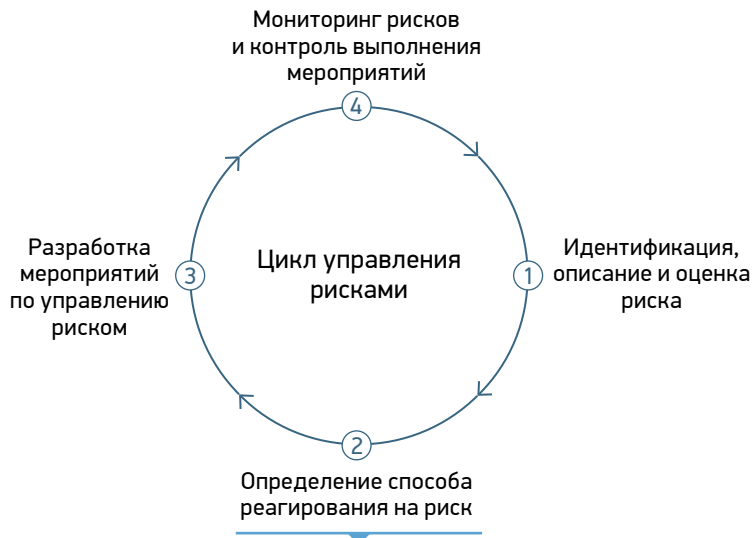 Мониторинг рисков
и контроль выполнения
мероприятий
4
Разработка
мероприятий
по управлению
риском
3
Цикл управления
рисками
1
Идентификация,
описание и оценка
риска
2
Определение способа
реагирования на риск